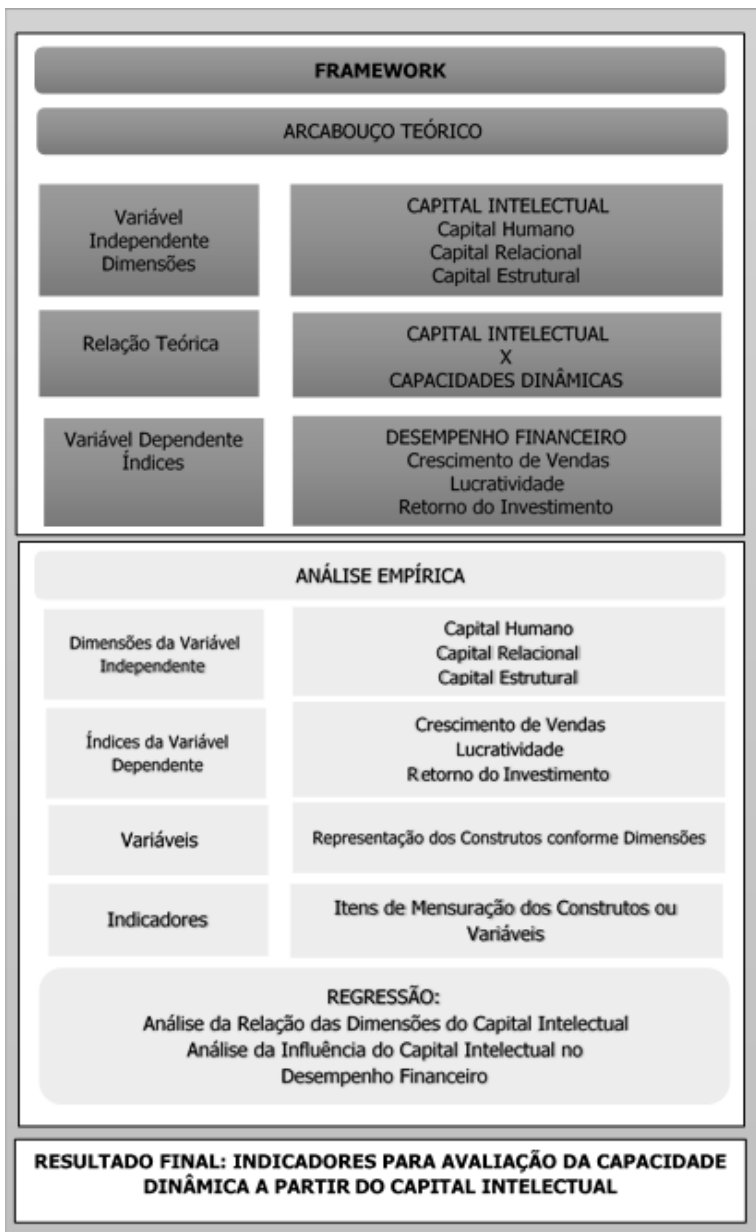 FRAMEWORK
ARCABOUÇO TEÓRICO
Variável
Independente
Dimensões
CAPITAL INTELECTUAL
Capital Humano
Capital Relacional
Capital Estrutural
Relação Teórica
CAPITAL INTELECTUAL
X
CAPACIDADES DINÂMICAS
Variável Dependente
Índices
DESEMPENHO FINANCEIRO
Crescimento de Vendas
Lucratividade
Retorno do Investimento
ANÁLISE EMPÍRICA
Dimensões da Variável
Independente
Capital Humano
Capital Relacional
Capital Estrutural
Índices da Variável
Dependente
Crescimento de Vendas
Lucratividade
Retorno do Investimento
Variáveis
Representação dos Construtos conforme Dimensões
Indicadores
Itens de Mensuração dos Construtos ou
Variáveis
REGRESSÃO:
Análise da Relação das Dimensões do Capital Intelectual
Análise da Influência do Capital Intelectual no
Desempenho Financeiro
RESULTADO FINAL: INDICADORES PARA AVALIAÇÃO DA CAPACIDADE
DINÂMICA A PARTIR DO CAPITAL INTELECTUAL